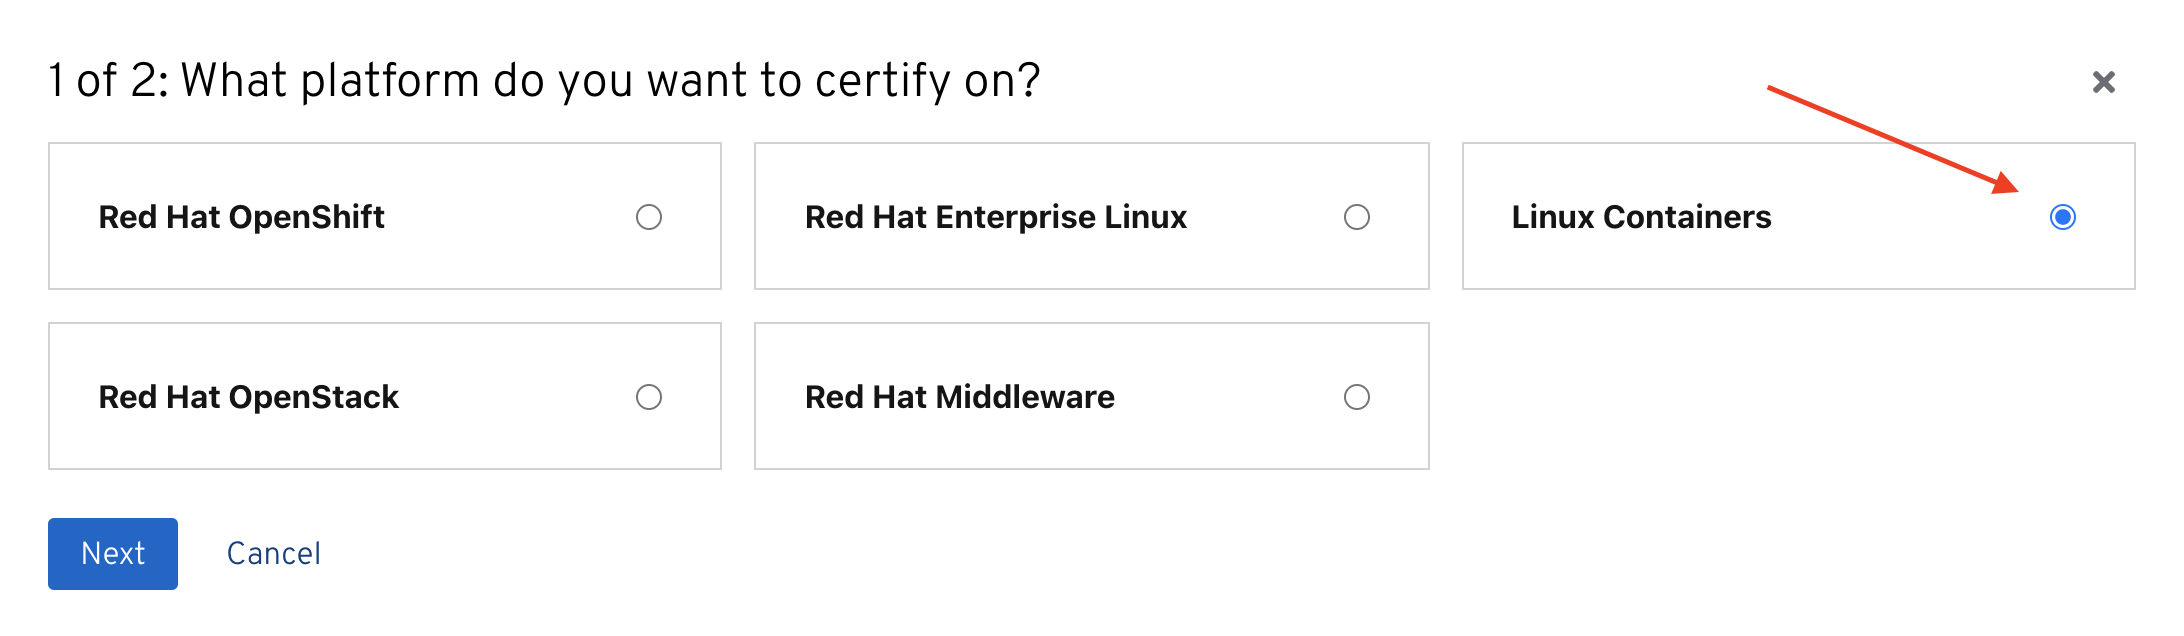 1 of 2: What platform do you want to certify on?
Red Hat OpenShift
Red Hat Enterprise Linux
Linux Containers
Red Hat OpenStack
Red Hat Middleware
Next
Cancel